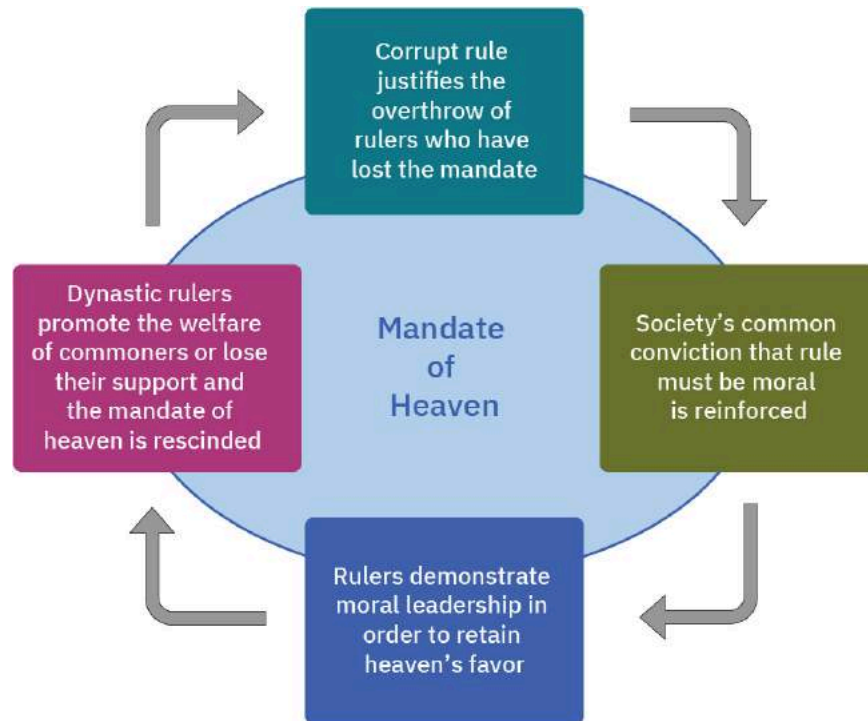 Corrupt rule
justifies the
overthrow of
rulers who have
lost the mandate
Dynastic rulers
promote the welfare
of commoners or lose
their support and
the mandate of
heaven is rescinded
Mandate
of
Heaven
Society’s common
conviction that rule
must be moral
is reinforced
Rulers demonstrate
moral leadership in
order to retain
heaven’s favor